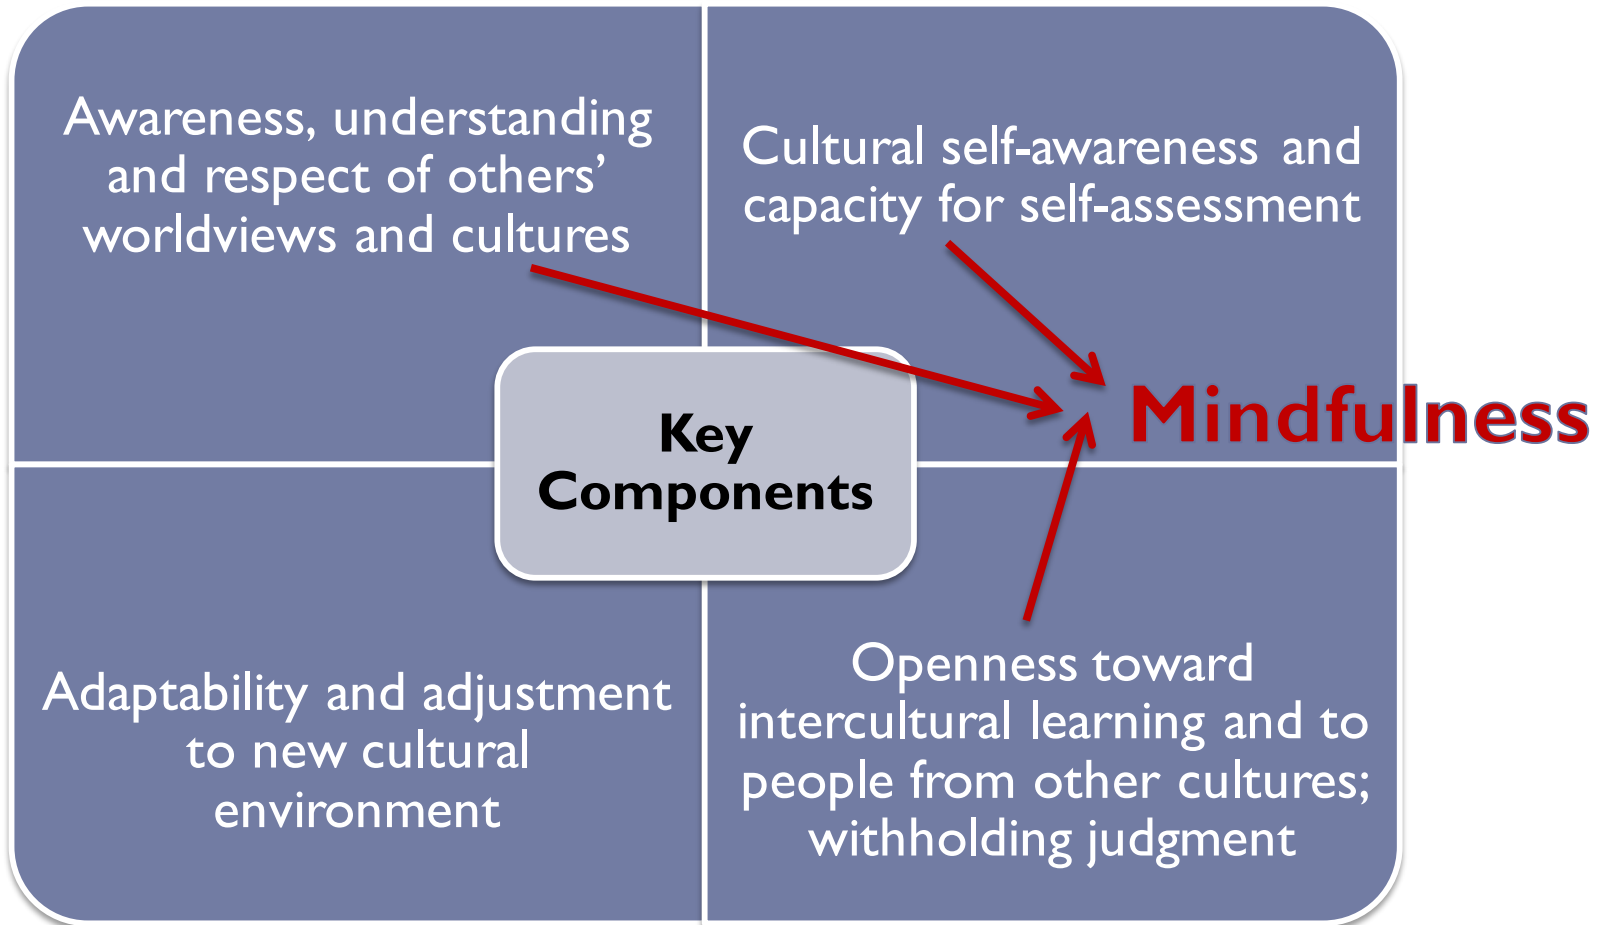 Awareness, understanding
and respect of others’
worldviews and cultures
Cultural self-awareness and
capacity for self-assessment
Mindfulness
Key
Components
Adaptability and adjustment
to new cultural
environment
Openness toward
intercultural learning and to
people from other cultures;
withholding judgment